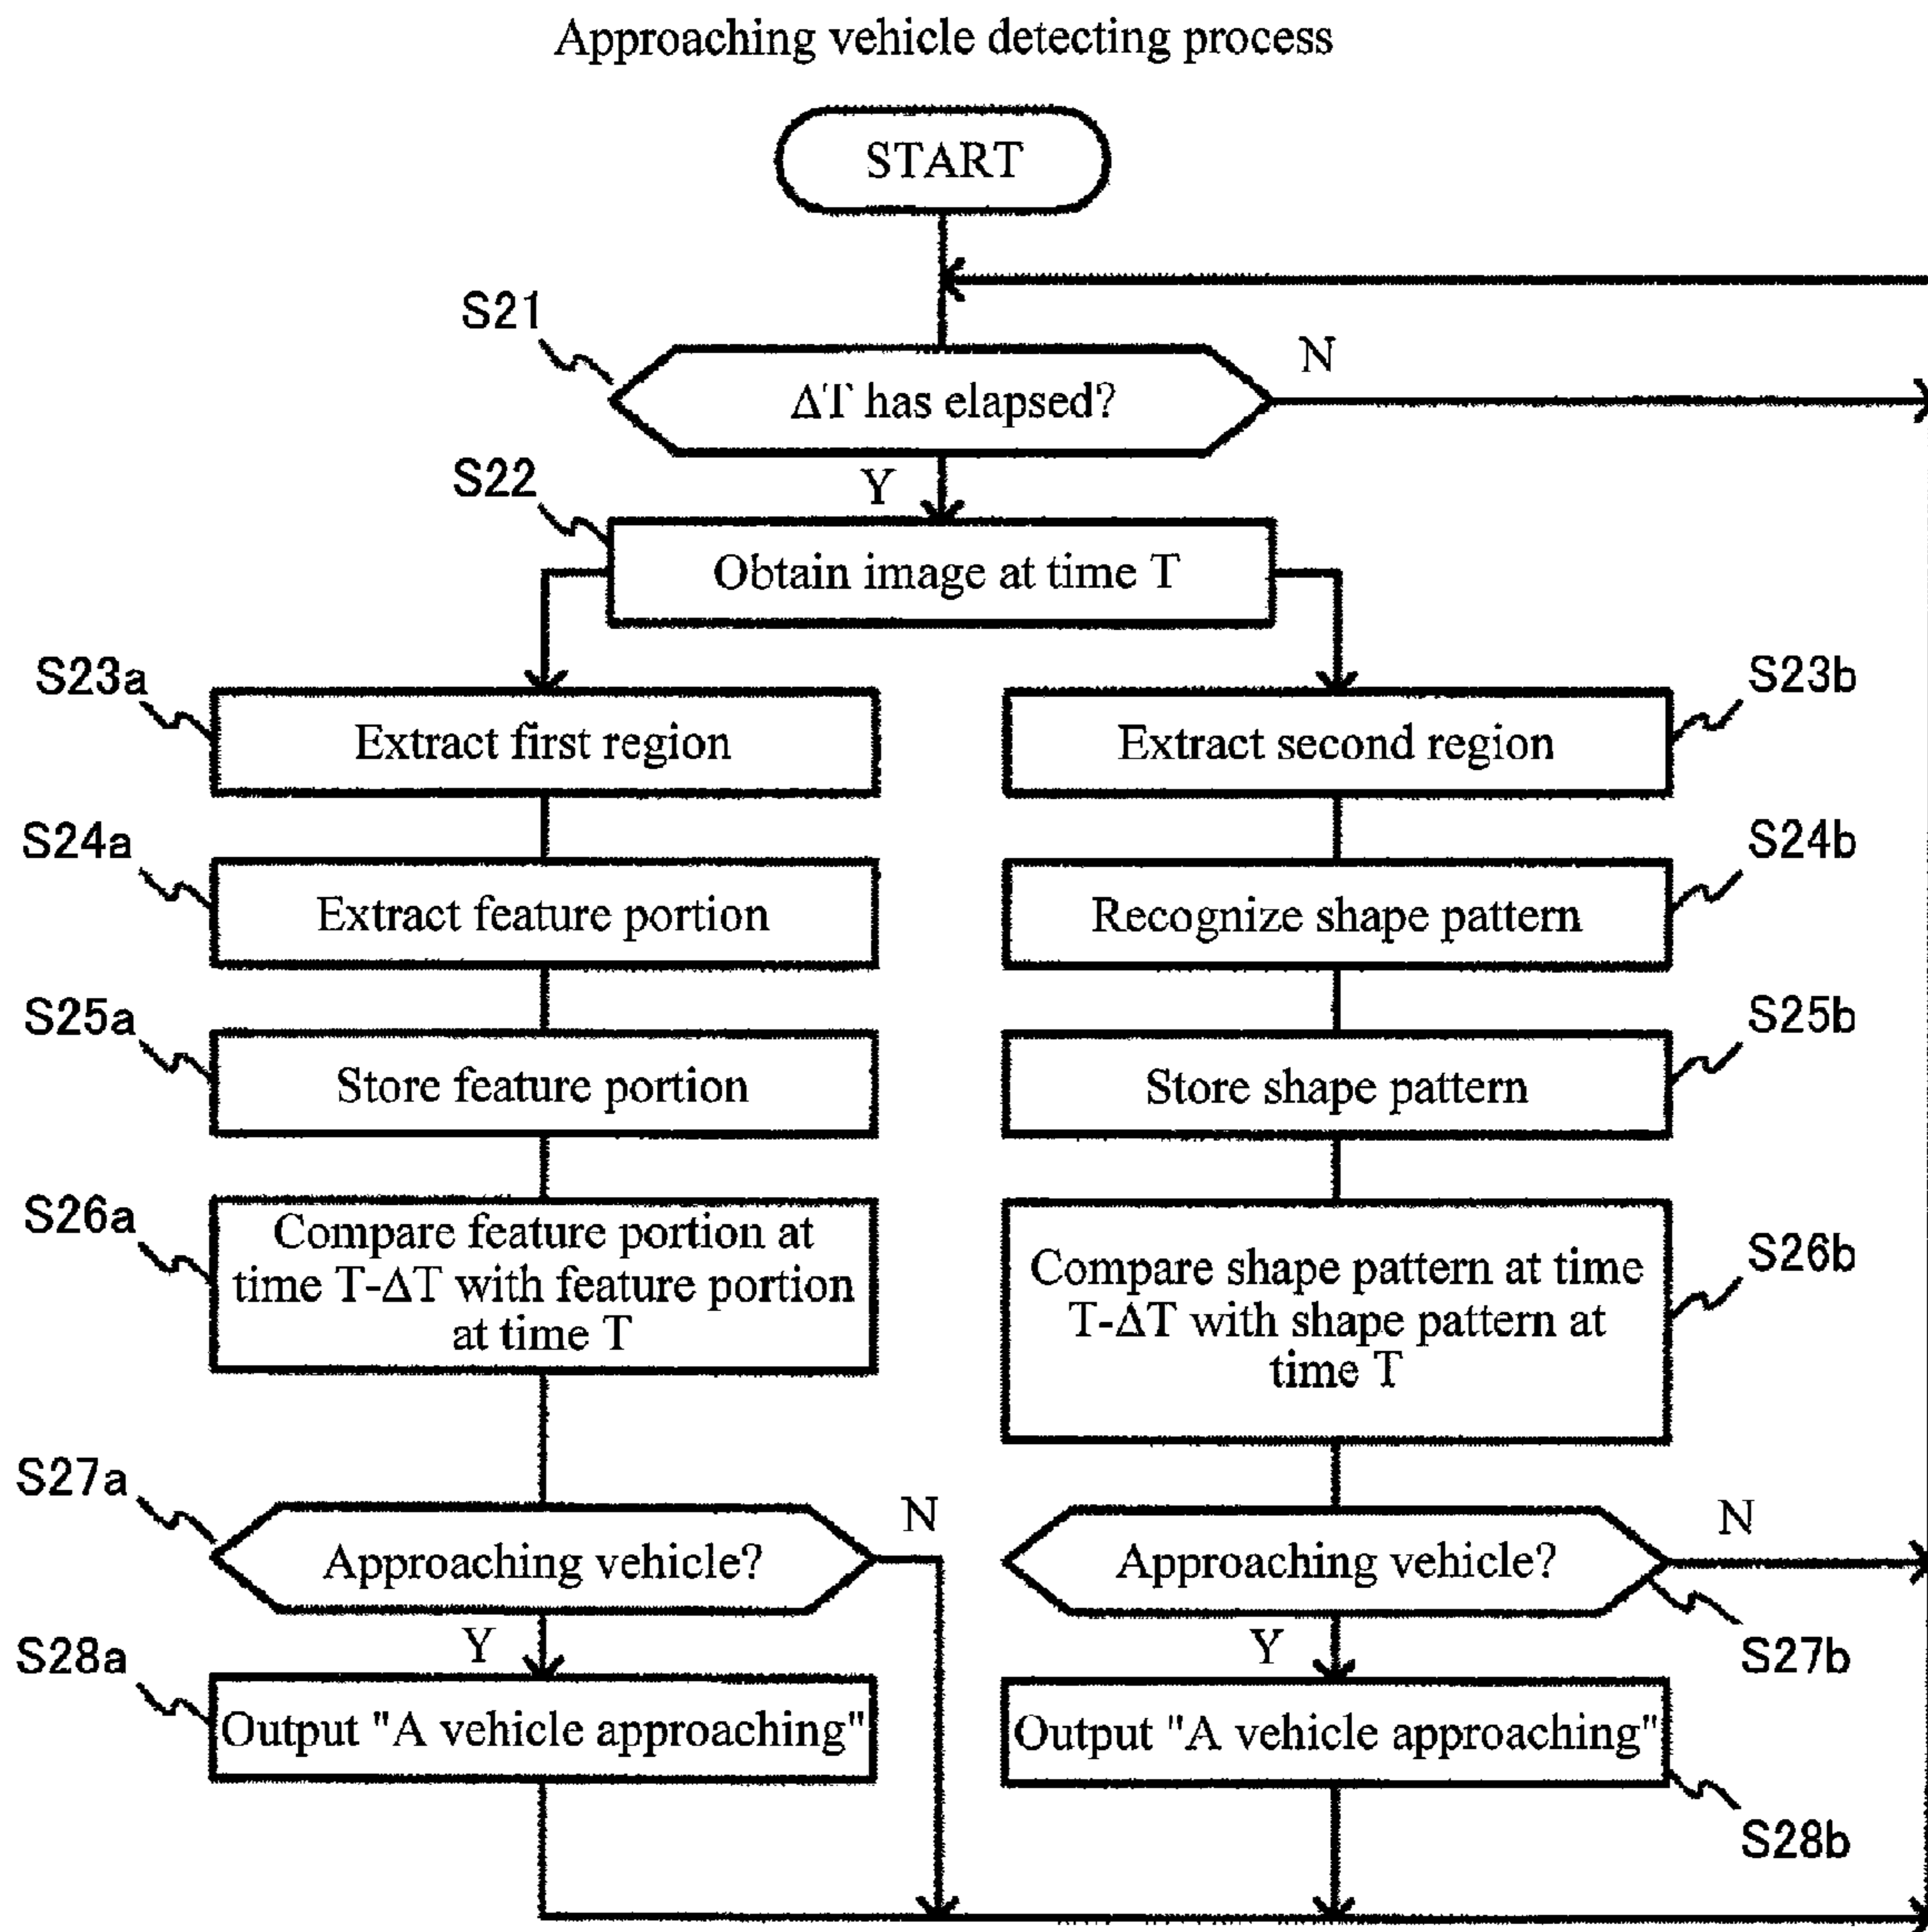 Approaching vehicle detecting process
START
S21
ΔT has elapsed?
N
Y
S22
Obtain image at time T
S23a
Extract first region
S23b
Extract second region
S24a
Extract feature portion
S24b
Recognize shape pattern
S25a
Store feature portion
S25b
Store shape pattern
S26a
Compare feature portion at
time T-ΔT with feature portion
at time T
S26b
Compare shape pattern at time
T-ΔT with shape pattern at
time T
S27a
Approaching vehicle?
N
Y
S27b
Approaching vehicle?
N
Y
S28a
Output "A vehicle approaching"
S28b
Output "A vehicle approaching"